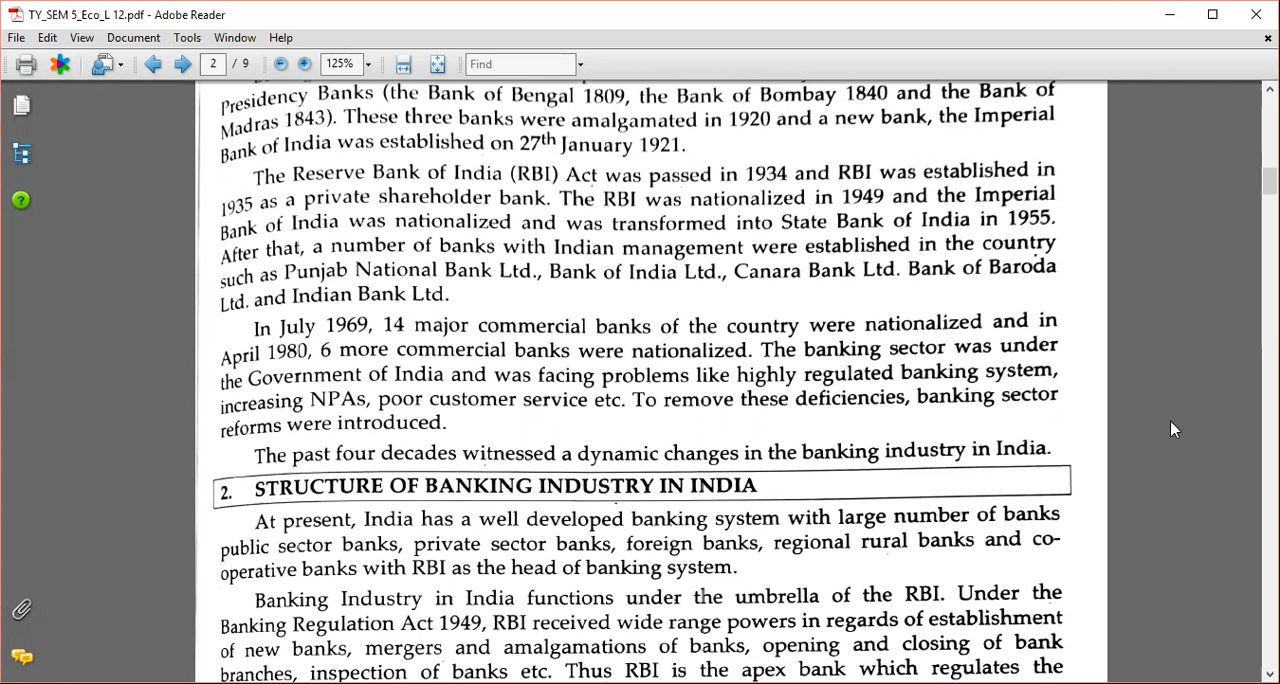 TY_SEM 5_Eco_L 12.pdf - Adobe Reader
File Edit View Document Tools Window Help
2 / 9 125% Find
Presidency Banks (the Bank of Bengal 1809, the Bank of Bombay 1840 and the Bank of
Madras 1843). These three banks were amalgamated in 1920 and a new bank, the Imperial
Bank of India was established on 27th January 1921.
The Reserve Bank of India (RBI) Act was passed in 1934 and RBI was established in
1935 as a private shareholder bank. The RBI was nationalized in 1949 and the Imperial
Bank of India was nationalized and was transformed into State Bank of India in 1955.
After that, a number of banks with Indian management were established in the country
such as Punjab National Bank Ltd., Bank of India Ltd., Canara Bank Ltd. Bank of Baroda
Ltd. and Indian Bank Ltd.
In July 1969, 14 major commercial banks of the country were nationalized and in
April 1980, 6 more commercial banks were nationalized. The banking sector was under
the Government of India and was facing problems like highly regulated banking system,
increasing NPAs, poor customer service etc. To remove these deficiencies, banking sector
reforms were introduced.
The past four decades witnessed a dynamic changes in the banking industry in India.
2. STRUCTURE OF BANKING INDUSTRY IN INDIA
At present, India has a well developed banking system with large number of banks
public sector banks, private sector banks, foreign banks, regional rural banks and co-
operative banks with RBI as the head of banking system.
Banking Industry in India functions under the umbrella of the RBI. Under the
Banking Regulation Act 1949, RBI received wide range powers in regards of establishment
of new banks, mergers and amalgamations of banks, opening and closing of bank
branches, inspection of banks etc. Thus RBI is the apex bank which regulates the